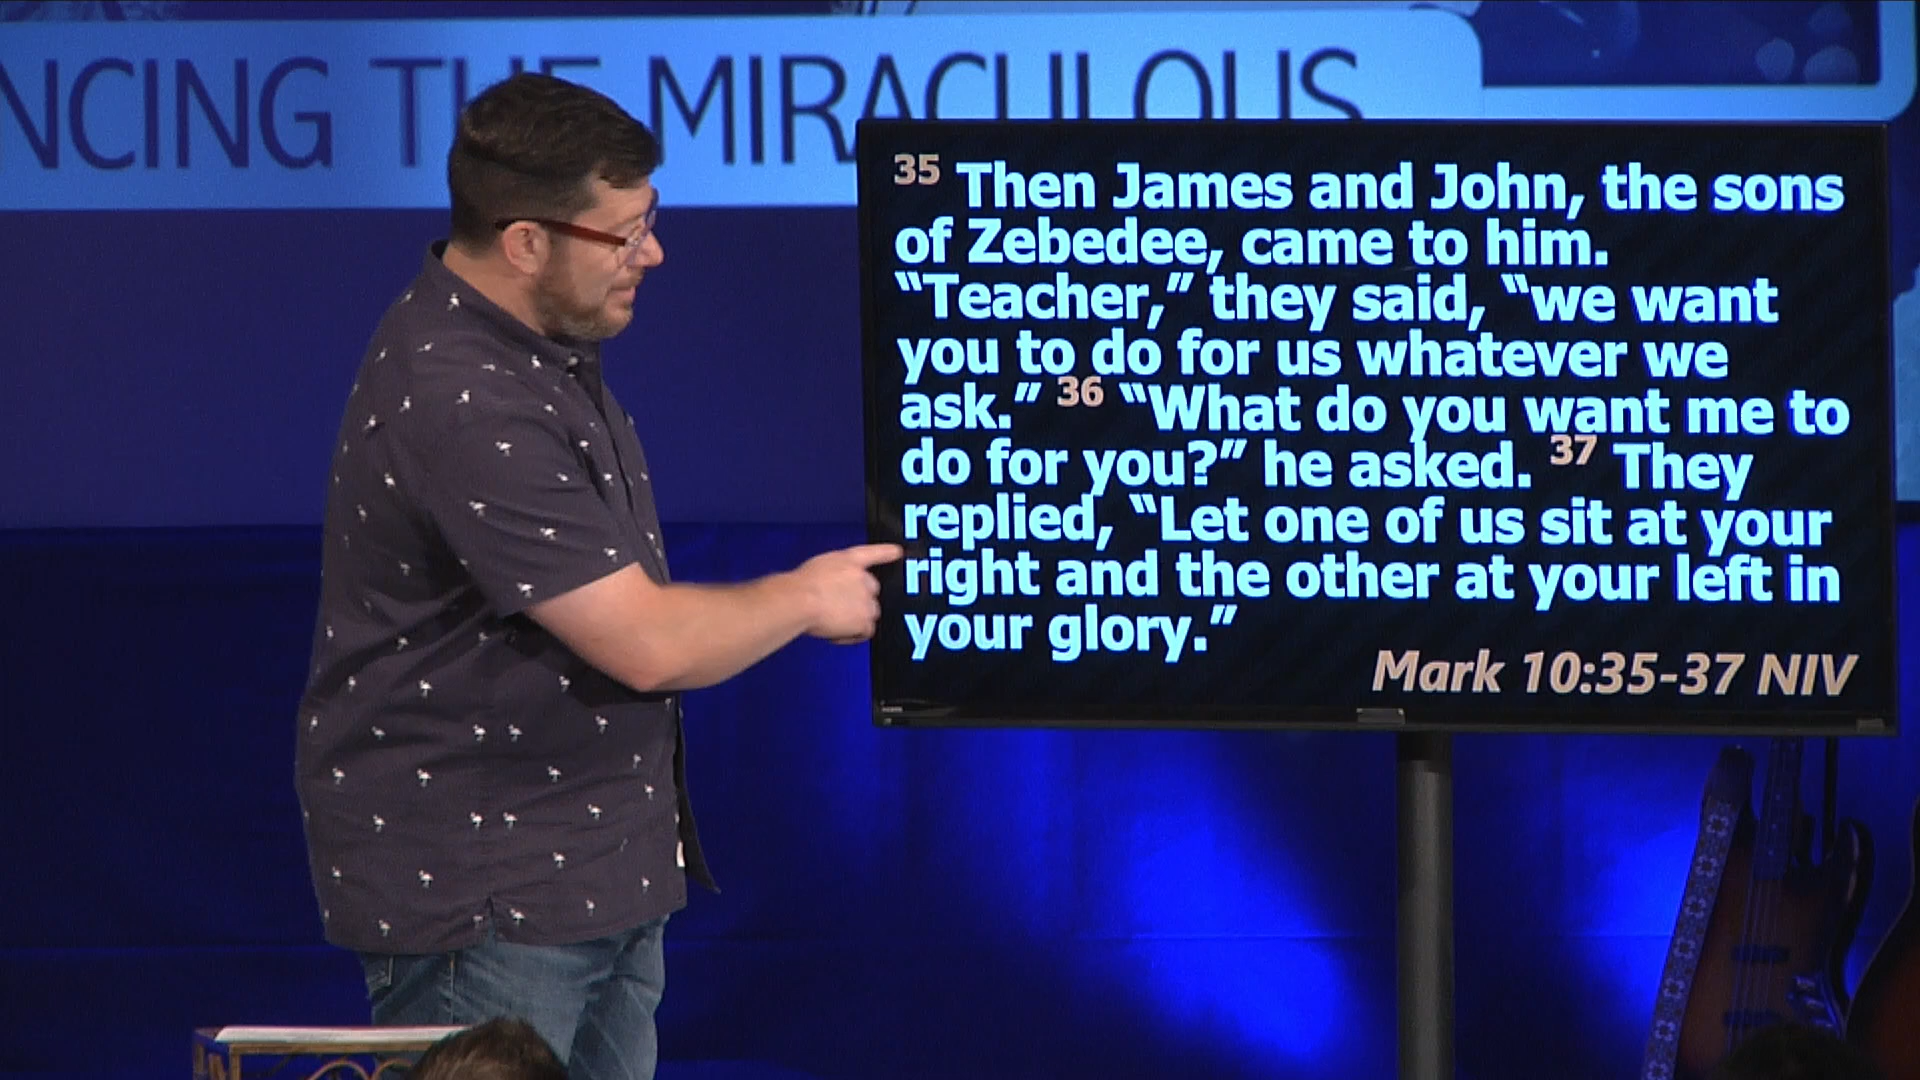 NCING THE MIRACULOUS
35 Then James and John, the sons
of Zebedee, came to him.
“Teacher,” they said, “we want
you to do for us whatever we
ask.” 36 “What do you want me to
do for you?” he asked. 37 They
replied, “Let one of us sit at your
right and the other at your left in
your glory.”
Mark 10:35-37 NIV